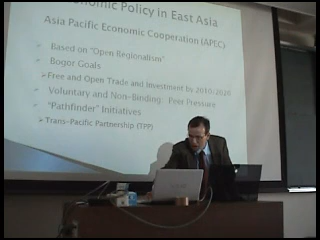 onomic Policy in East Asia
Asia Pacific Economic Cooperation (APEC)
Based on "Open Regionalism"
Bogor Goals
Free and Open Trade and Investment by 2010/2020
Voluntary and Non-Binding: Peer Pressure
"Pathfinder" Initiatives
Trans-Pacific Partnership (TPP)